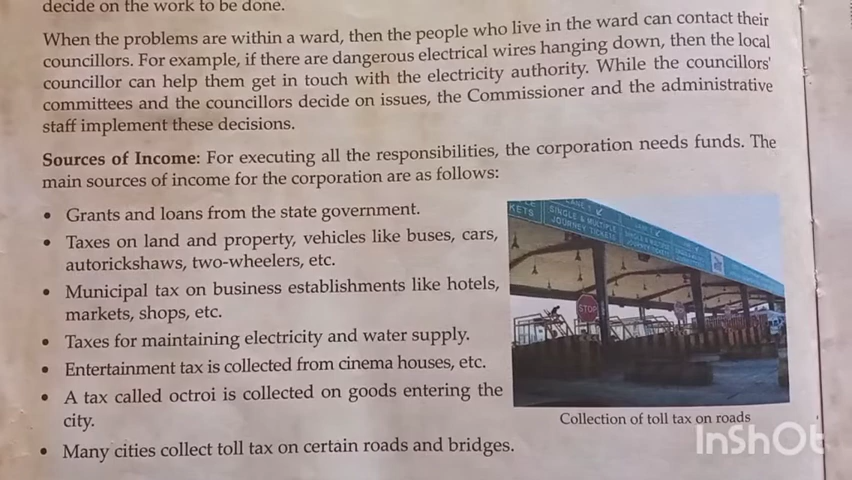 decide on the work to be done.
When the problems are within a ward, then the people who live in the ward can contact their
councillors. For example, if there are dangerous electrical wires hanging down, then the local
councillor can help them get in touch with the electricity authority. While the councillors'
committees and the councillors decide on issues, the Commissioner and the administrative
staff implement these decisions.
Sources of Income: For executing all the responsibilities, the corporation needs funds. The
main sources of income for the corporation are as follows:
• Grants and loans from the state government.
• Taxes on land and property, vehicles like buses, cars,
autorickshaws, two-wheelers, etc.
• Municipal tax on business establishments like hotels,
markets, shops, etc.
• Taxes for maintaining electricity and water supply.
• Entertainment tax is collected from cinema houses, etc.
• A tax called octroi is collected on goods entering the
city.
• Many cities collect toll tax on certain roads and bridges.
KETS
LANE
SINGLE & MULTIPLE
JOURNEY TICKETS
STOP
Collection of toll tax on roads
InShOt